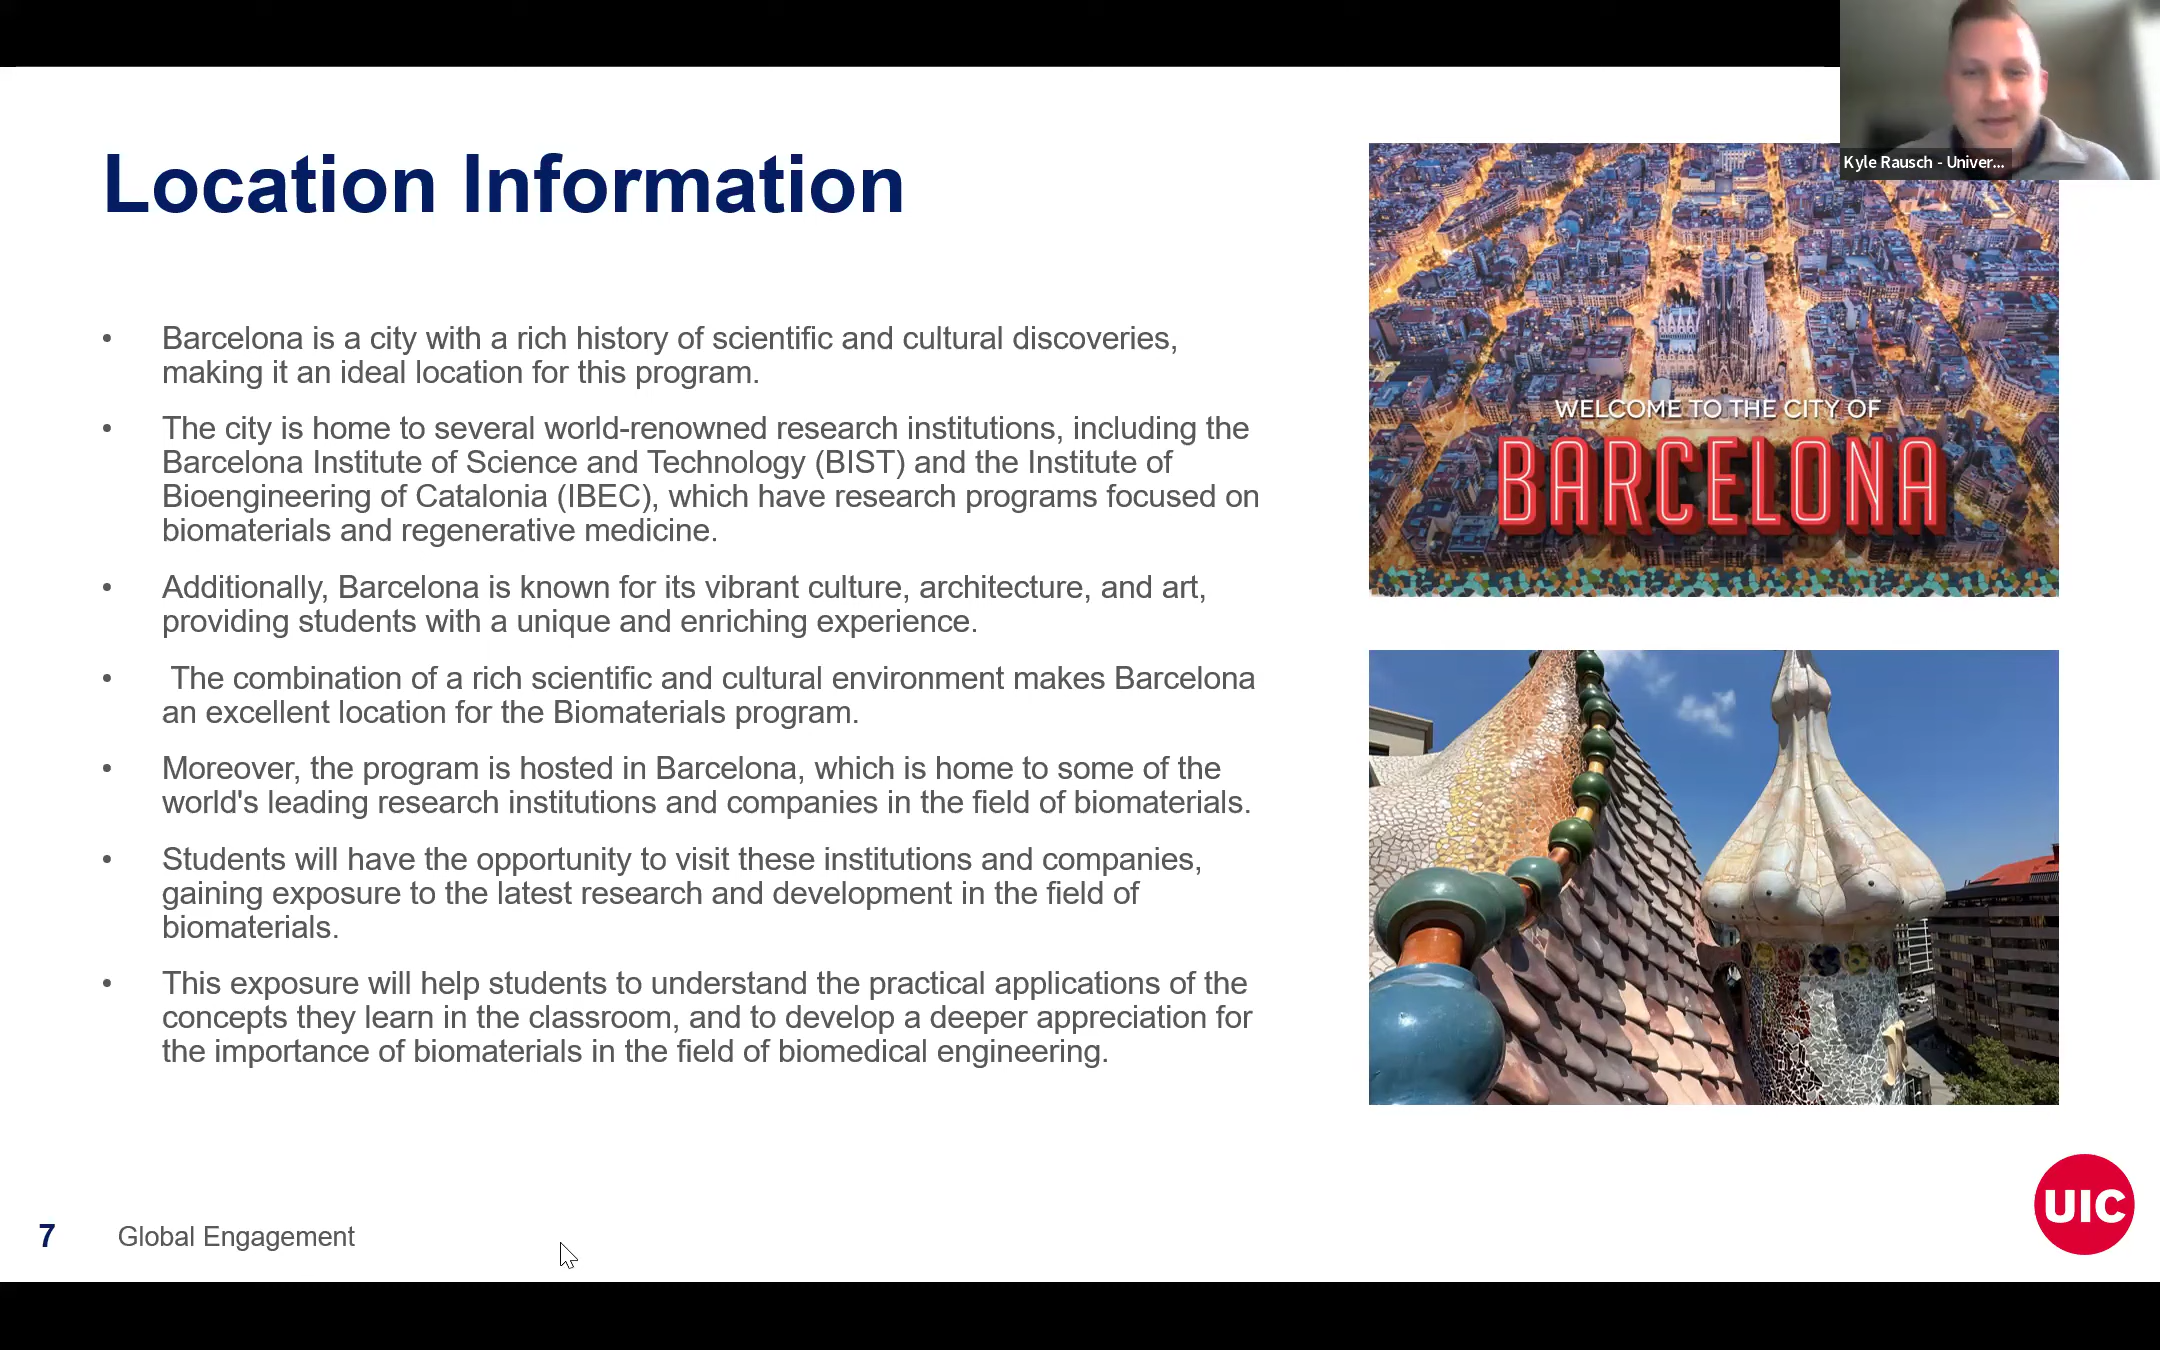 Kyle Rausch - Univer...
Location Information
• Barcelona is a city with a rich history of scientific and cultural discoveries,
making it an ideal location for this program.
• The city is home to several world-renowned research institutions, including the
Barcelona Institute of Science and Technology (BIST) and the Institute of
Bioengineering of Catalonia (IBEC), which have research programs focused on
biomaterials and regenerative medicine.
• Additionally, Barcelona is known for its vibrant culture, architecture, and art,
providing students with a unique and enriching experience.
• The combination of a rich scientific and cultural environment makes Barcelona
an excellent location for the Biomaterials program.
• Moreover, the program is hosted in Barcelona, which is home to some of the
world's leading research institutions and companies in the field of biomaterials.
• Students will have the opportunity to visit these institutions and companies,
gaining exposure to the latest research and development in the field of
biomaterials.
• This exposure will help students to understand the practical applications of the
concepts they learn in the classroom, and to develop a deeper appreciation for
the importance of biomaterials in the field of biomedical engineering.
WELCOME TO THE CITY OF
BARCELONA
7 Global Engagement
UIC